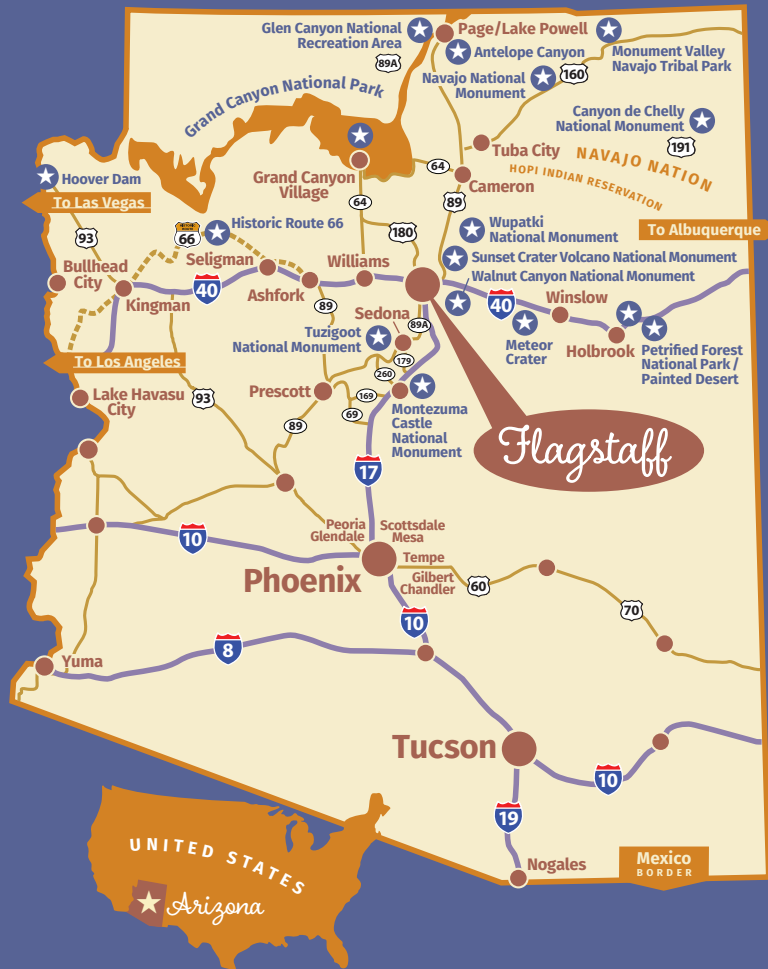 Glen Canyon National
Recreation Area
Page/Lake Powell
89A
Antelope Canyon
Monument Valley
Navajo Tribal Park
Navajo National
Monument
160
Grand Canyon National Park
Canyon de Chelly
National Monument
191
Tuba City
NAVAJO NATION
HOPI INDIAN RESERVATION
64
Grand Canyon
Village
Cameron
Hoover Dam
To Las Vegas
64
89
93
66
Historic Route 66
180
Wupatki
National Monument
To Albuquerque
Sunset Crater Volcano National Monument
Walnut Canyon National Monument
Bullhead
City
Seligman
Williams
Kingman
40
Ashfork
89
40
Winslow
Sedona
89A
Tuzigoot
National Monument
Meteor
Crater
Holbrook
Petrified Forest
National Park /
Painted Desert
To Los Angeles
179
260
Lake Havasu
City
93
Prescott
169
69
89
Montezuma
Castle
National
Monument
Flagstaff
17
Peoria
Glendale
Scottsdale
Mesa
10
Tempe
Phoenix
Gilbert
Chandler
60
70
10
8
Yuma
Tucson
10
19
Nogales
Mexico
BORDER
UNITED STATES
Arizona